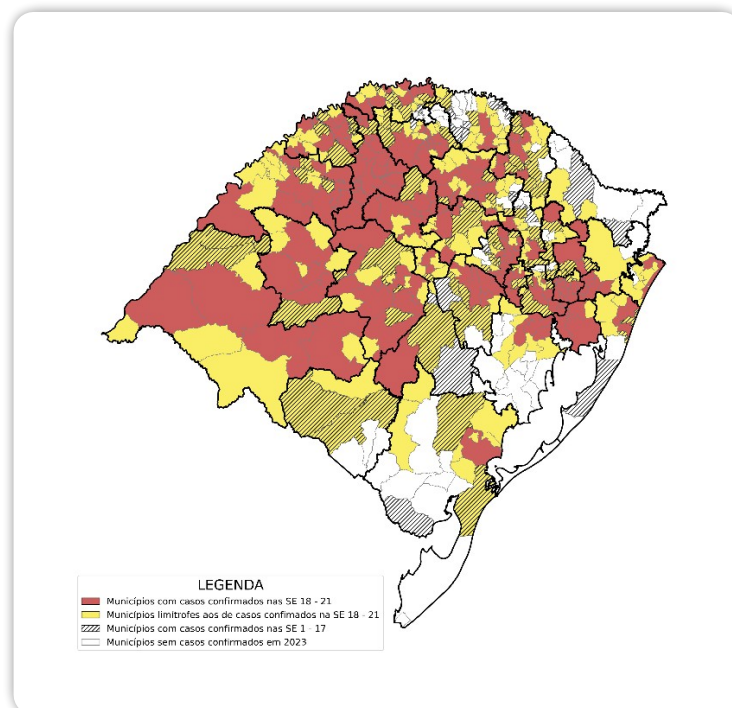 LEGENDA
Municípios com casos confirmados nas SE 18 - 21
Municípios limítrofes aos de casos confimados na SE 18 - 21
Municípios com casos confirmados nas SE 1 - 17
Municípios sem casos confirmados em 2023